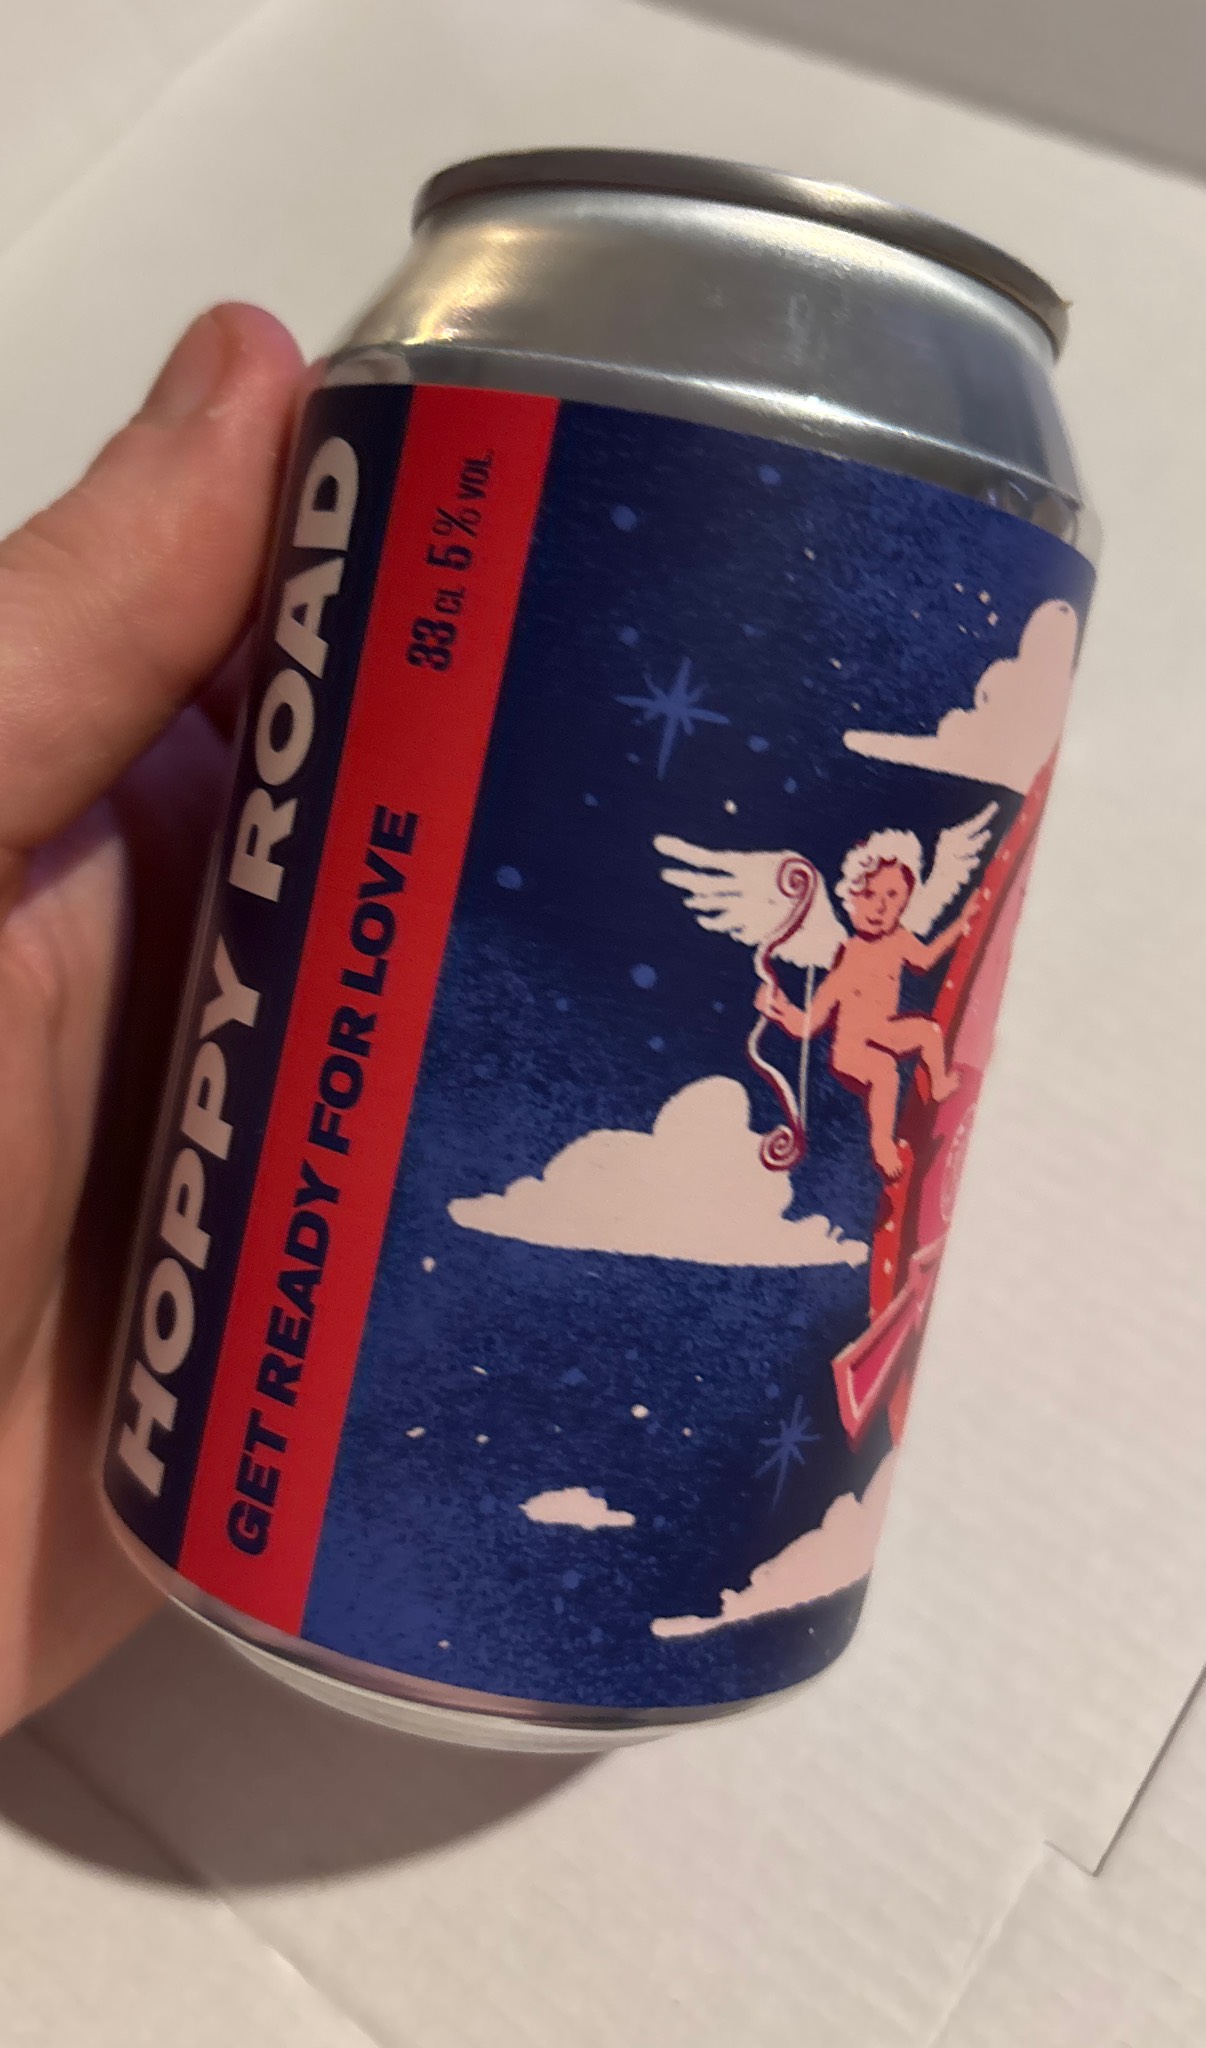 HOPPY ROAD
GET READY FOR LOVE
33 CL 5% VOL.